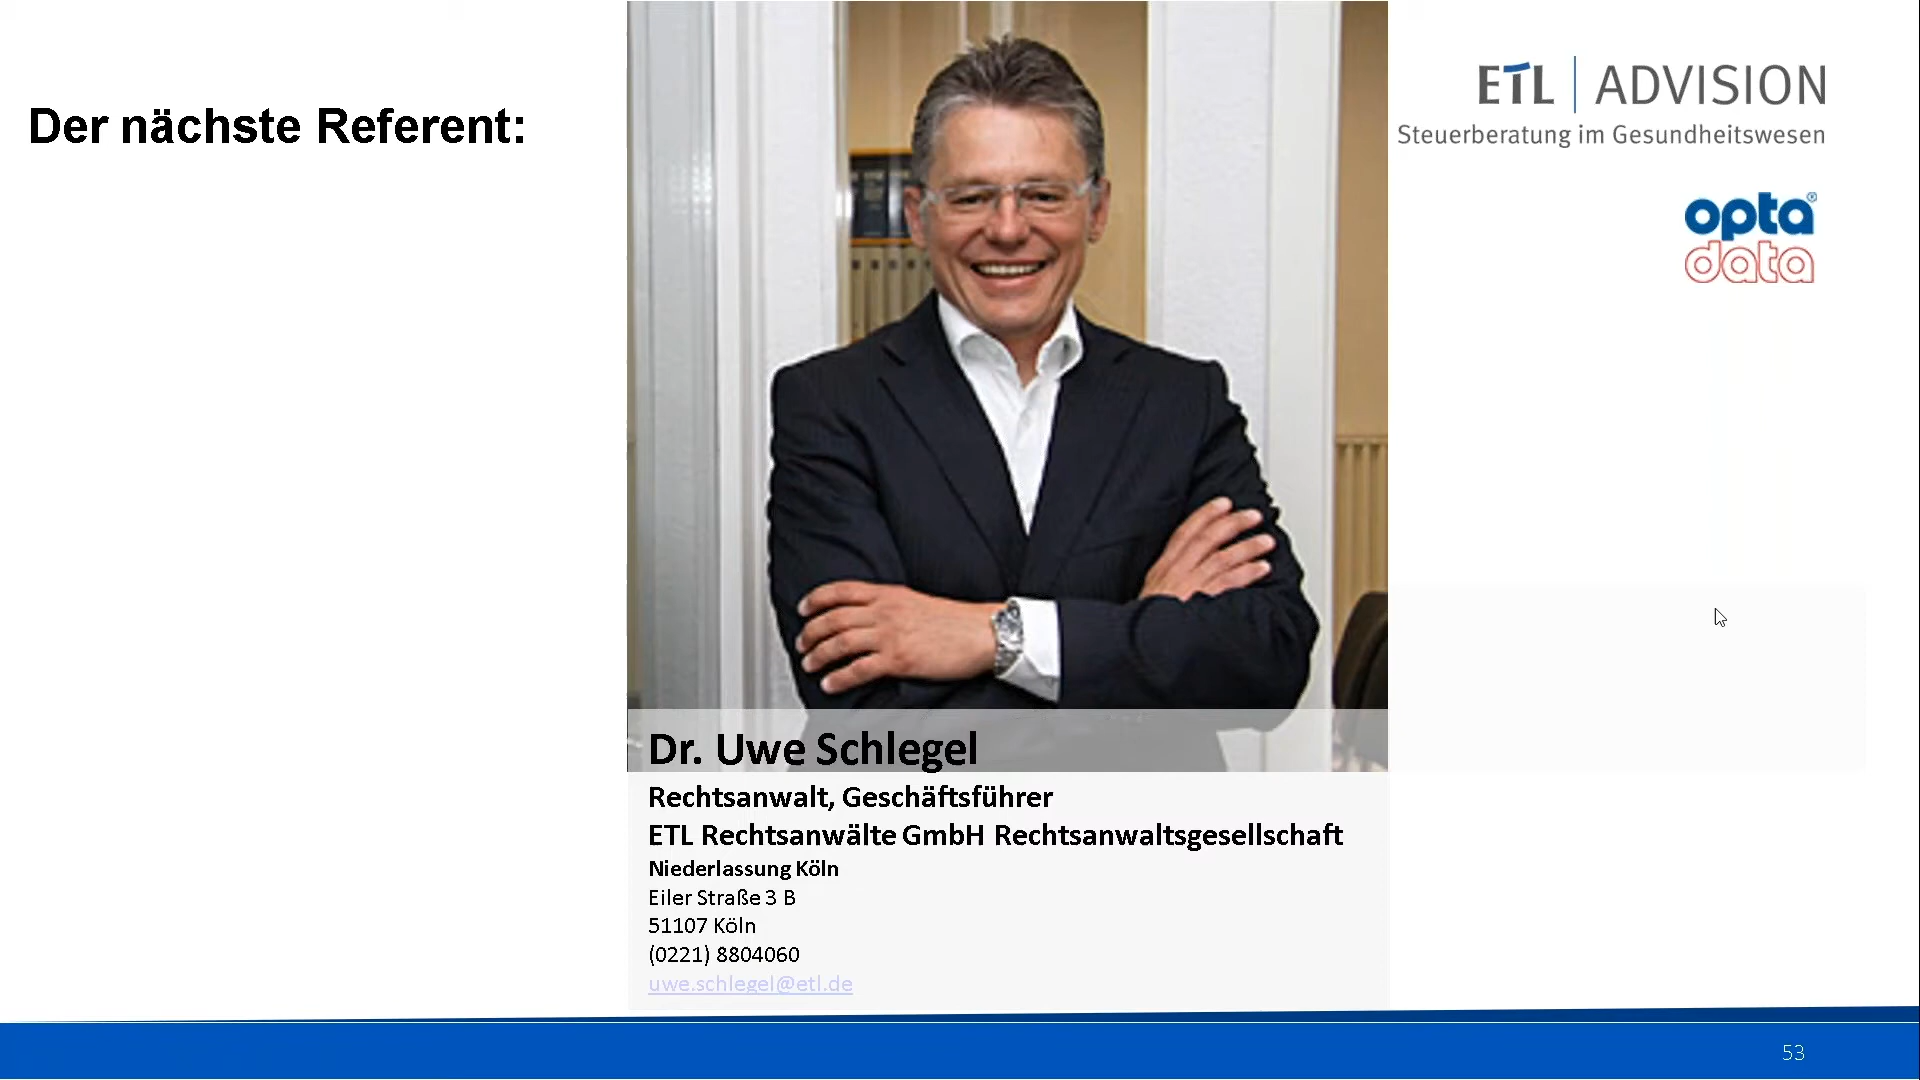 Der nächste Referent:
ETL | ADVISION
Steuerberatung im Gesundheitswesen
opta®
data
Dr. Uwe Schlegel
Rechtsanwalt, Geschäftsführer
ETL Rechtsanwälte GmbH Rechtsanwaltsgesellschaft
Niederlassung Köln
Eiler Straße 3 B
51107 Köln
(0221) 8804060
uwe.schlegel@etl.de
53